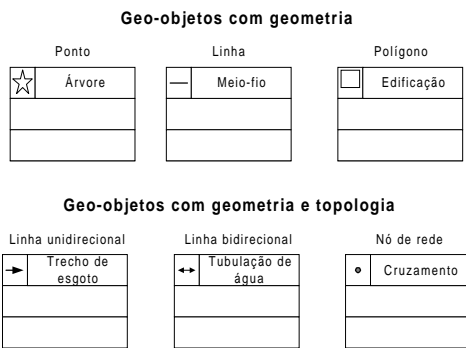 Geo-objetos com geometria
Ponto
Linha
Polígono
Árvore
Meio-fio
Edificação
Geo-objetos com geometria e topologia
Linha unidirecional
Linha bidirecional
Nó de rede
Trecho de
esgoto
Tubulação de
água
Cruzamento